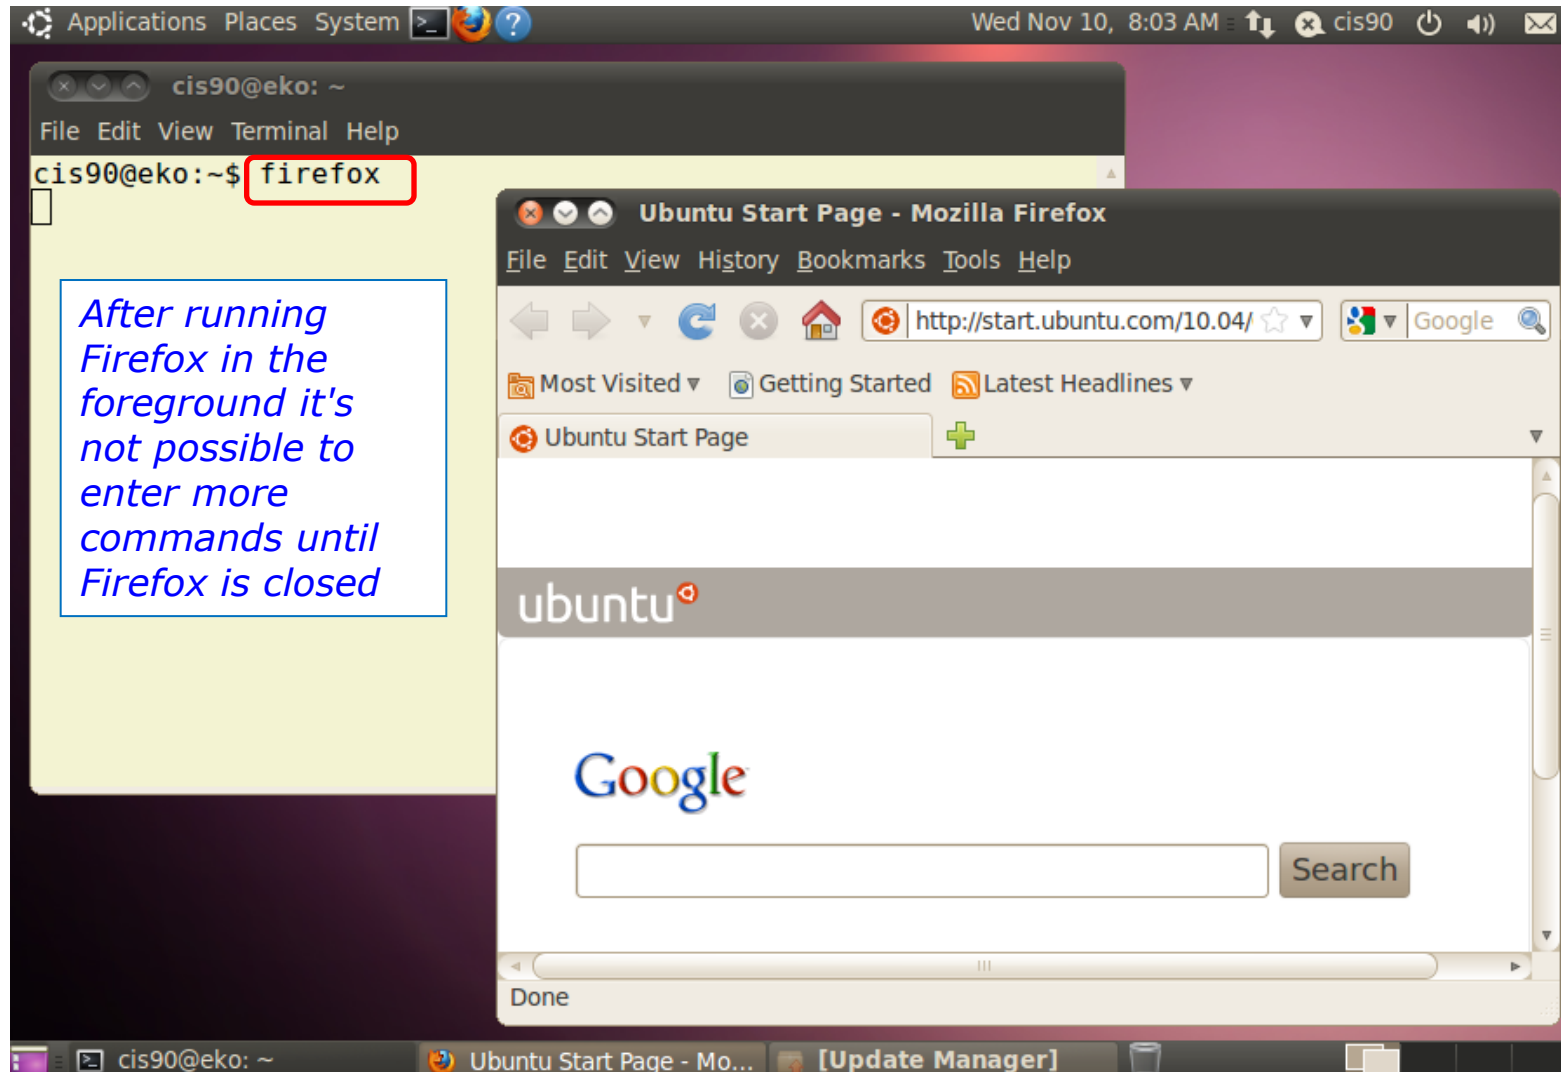 Applications Places System Wed Nov 10, 8:03 AM cis90
cis90@eko: ~
File Edit View Terminal Help
cis90@eko:~$ firefox
After running
Firefox in the
foreground it's
not possible to
enter more
commands until
Firefox is closed
Ubuntu Start Page - Mozilla Firefox
File Edit View History Bookmarks Tools Help
http://start.ubuntu.com/10.04/ Google
Most Visited Getting Started Latest Headlines
Ubuntu Start Page
ubuntu
Google
Search
Done
cis90@eko: ~ Ubuntu Start Page - Mo... [Update Manager]